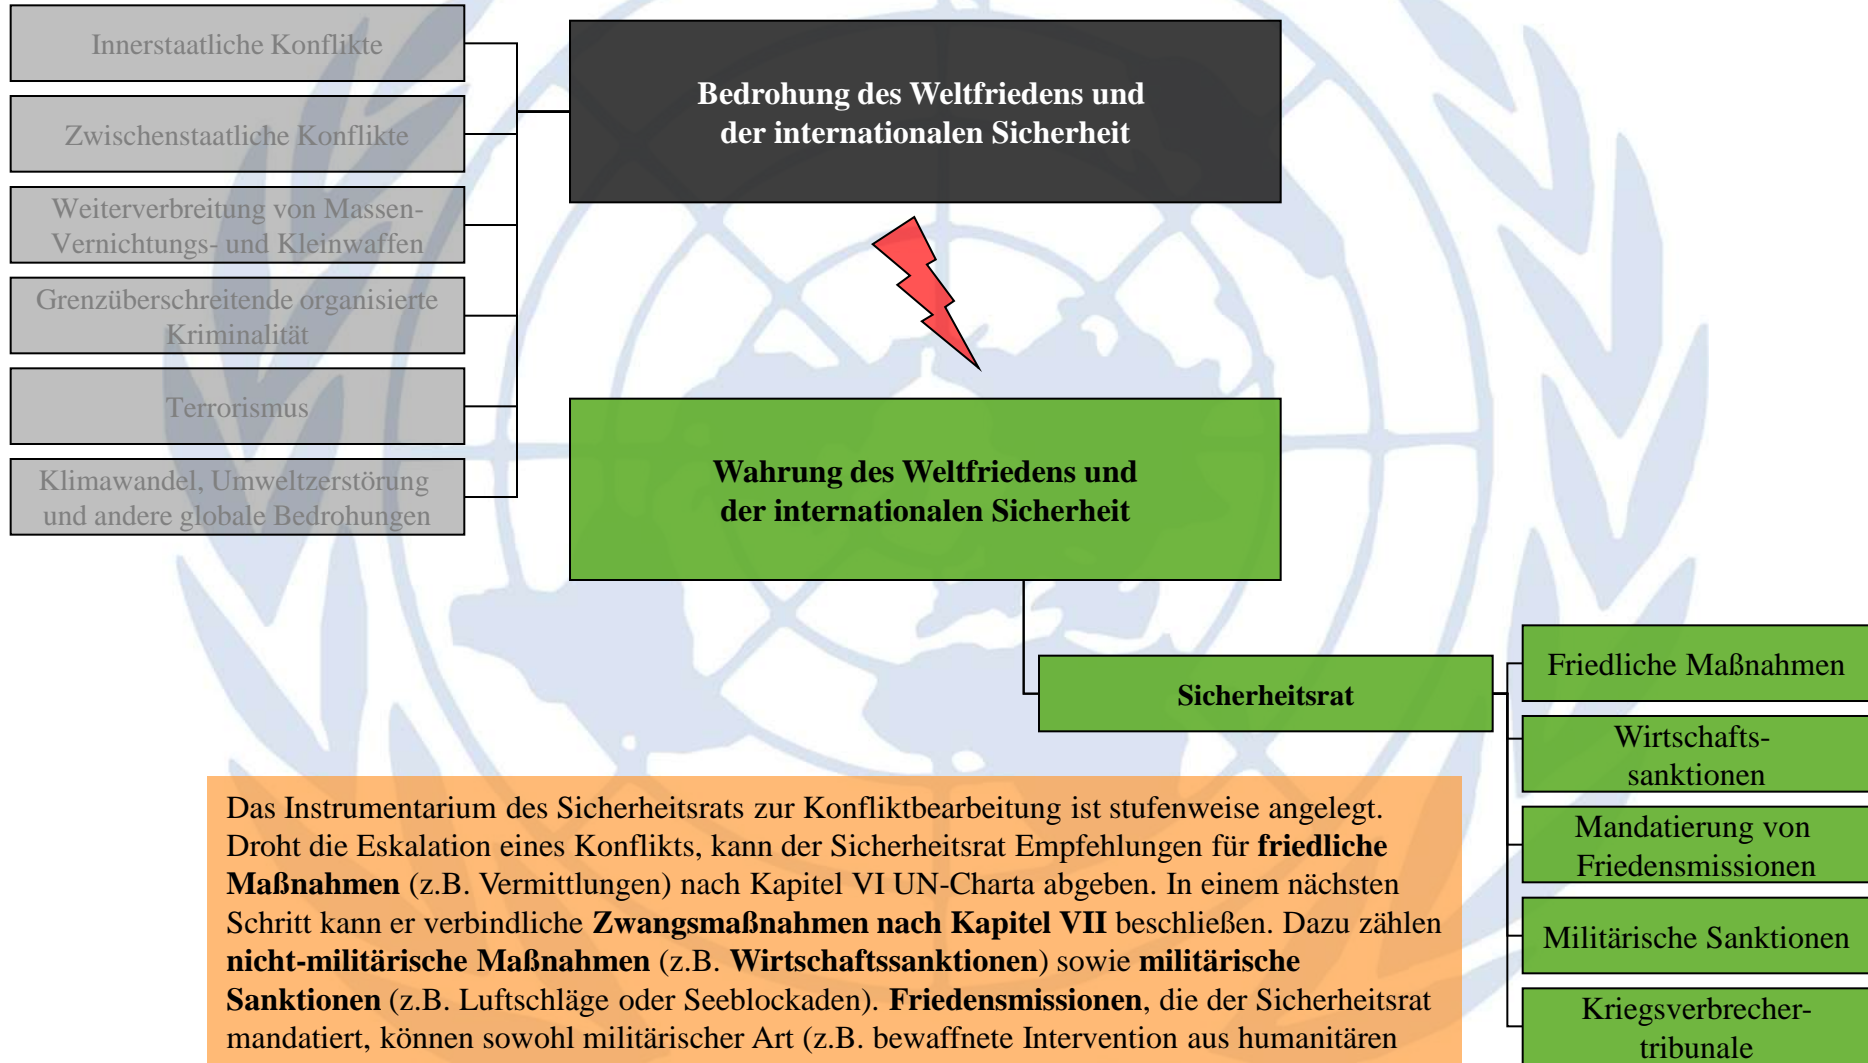 Innerstaatliche Konflikte
Zwischenstaatliche Konflikte
Weiterverbreitung von Massen-
Vernichtungs- und Kleinwaffen
Grenzüberschreitende organisierte
Kriminalität
Terrorismus
Klimawandel, Umweltzerstörung
und andere globale Bedrohungen
Bedrohung des Weltfriedens und
der internationalen Sicherheit
Wahrung des Weltfriedens und
der internationalen Sicherheit
Sicherheitsrat
Friedliche Maßnahmen
Wirtschafts-
sanktionen
Mandatierung von
Friedensmissionen
Militärische Sanktionen
Kriegsverbrecher-
tribunale
Das Instrumentarium des Sicherheitsrats zur Konfliktbearbeitung ist stufenweise angelegt.
Droht die Eskalation eines Konflikts, kann der Sicherheitsrat Empfehlungen für friedliche
Maßnahmen (z.B. Vermittlungen) nach Kapitel VI UN-Charta abgeben. In einem nächsten
Schritt kann er verbindliche Zwangsmaßnahmen nach Kapitel VII beschließen. Dazu zählen
nicht-militärische Maßnahmen (z.B. Wirtschaftssanktionen) sowie militärische
Sanktionen (z.B. Luftschläge oder Seeblockaden). Friedensmissionen, die der Sicherheitsrat
mandatiert, können sowohl militärischer Art (z.B. bewaffnete Intervention aus humanitären